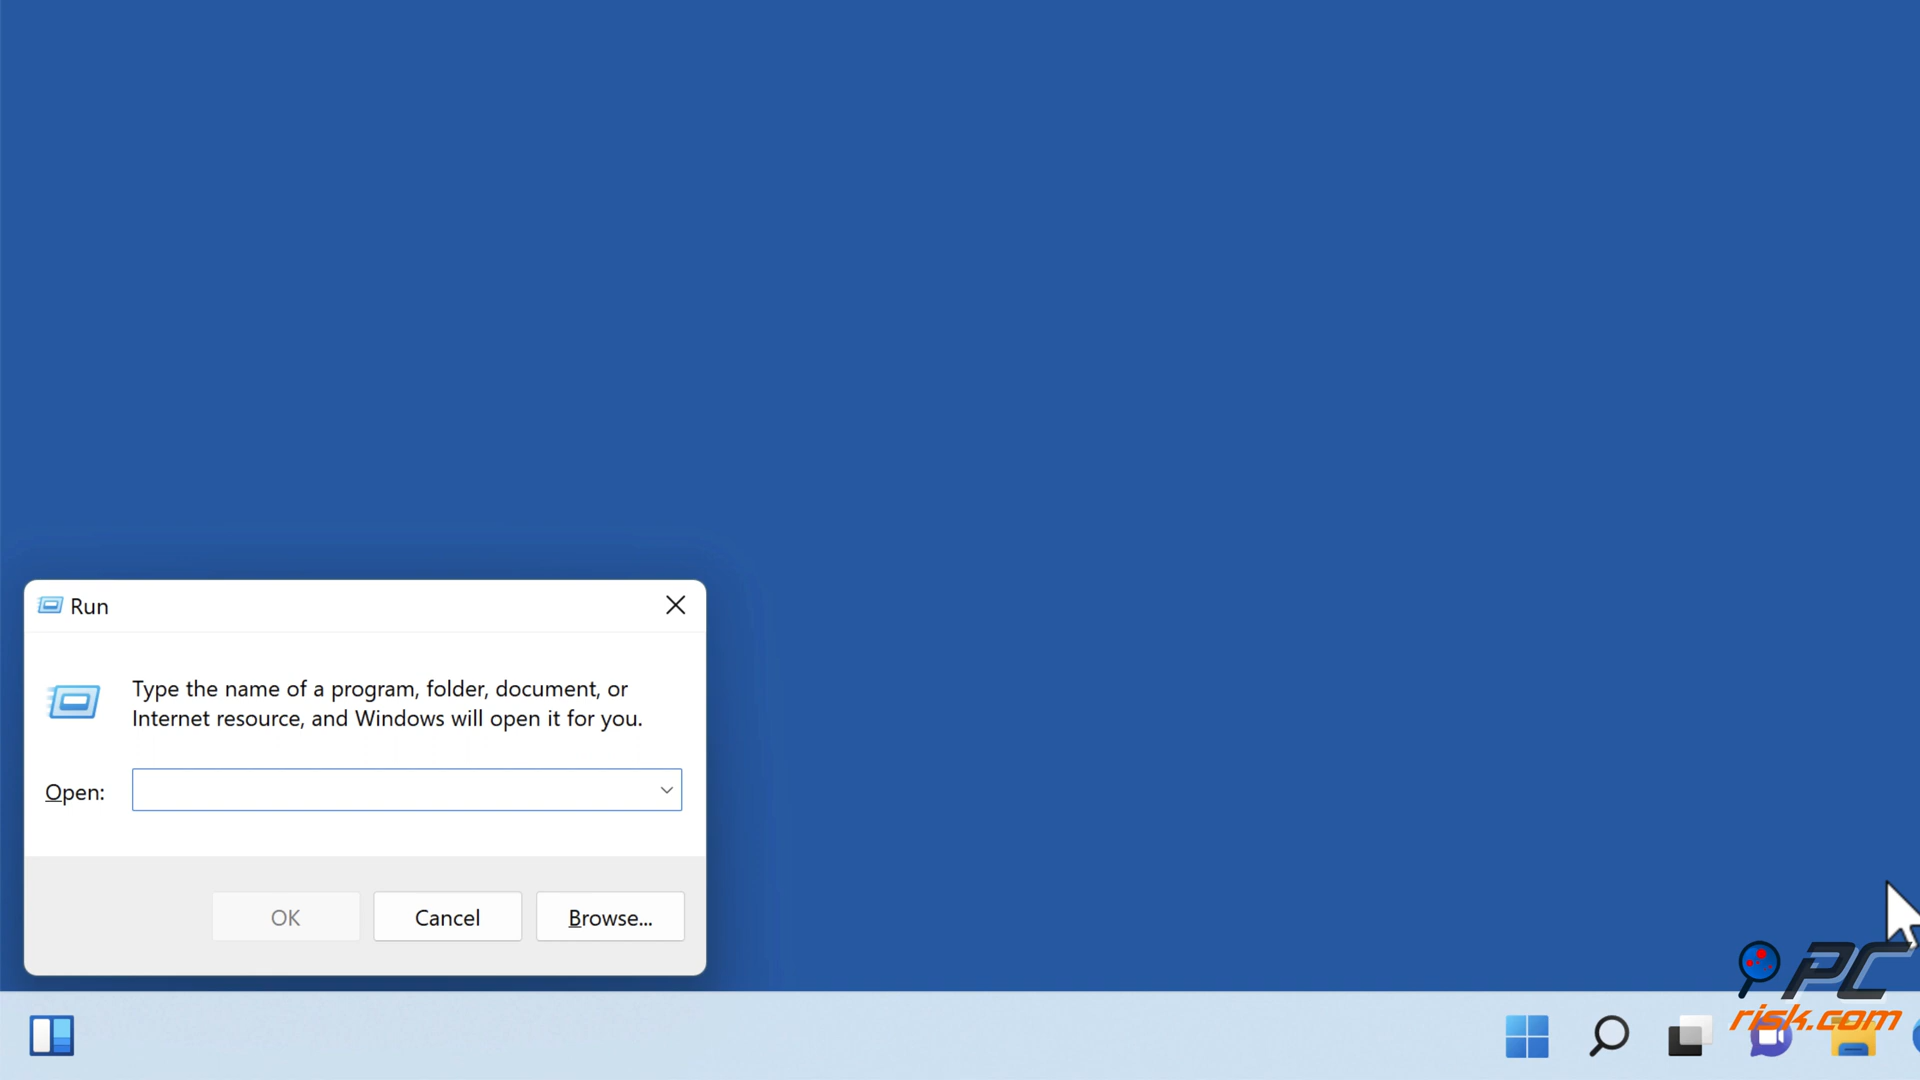 Run
Type the name of a program, folder, document, or
Internet resource, and Windows will open it for you.
Open:
OK
Cancel
Browse...
PC
risk.com